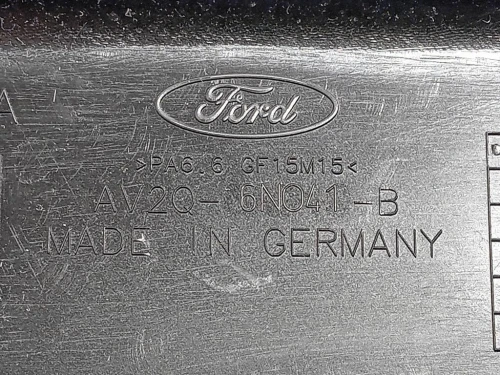 Ford
>PA6.6 GF15M15<
AV2Q- 6N041 -B
MADE IN GERMANY